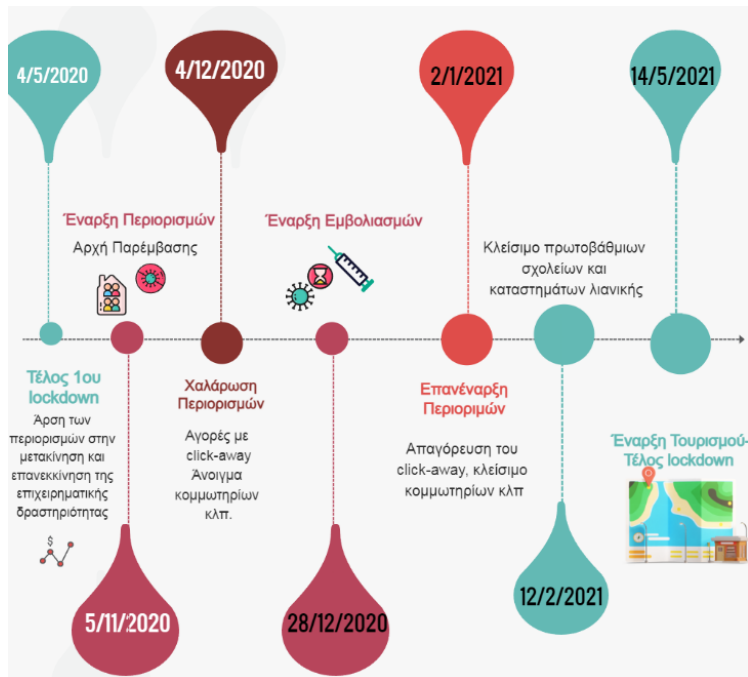 4/5/2020
4/12/2020
2/1/2021
14/5/2021
Έναρξη Περιορισμών
Αρχή Παρέμβασης
Έναρξη Εμβολιασμών
Κλείσιμο πρωτοβάθμιων
σχολείων και
καταστημάτων λιανικής
Τέλος 1ου
lockdown
Άρση των
περιορισμών στην
μετακίνηση και
επανεκκίνηση της
επιχειρηματικής
δραστηριότητας
$
Χαλάρωση
Περιορισμών
Αγορές με
click-away
Άνοιγμα
κομμωτηρίων
κλπ.
Επανέναρξη
Περιοριμών
Απαγόρευση του
click-away, κλείσιμο
κομμωτηρίων κλπ
Έναρξη Τουρισμού-
Τέλος lockdown
5/11/2020
28/12/2020
12/2/2021